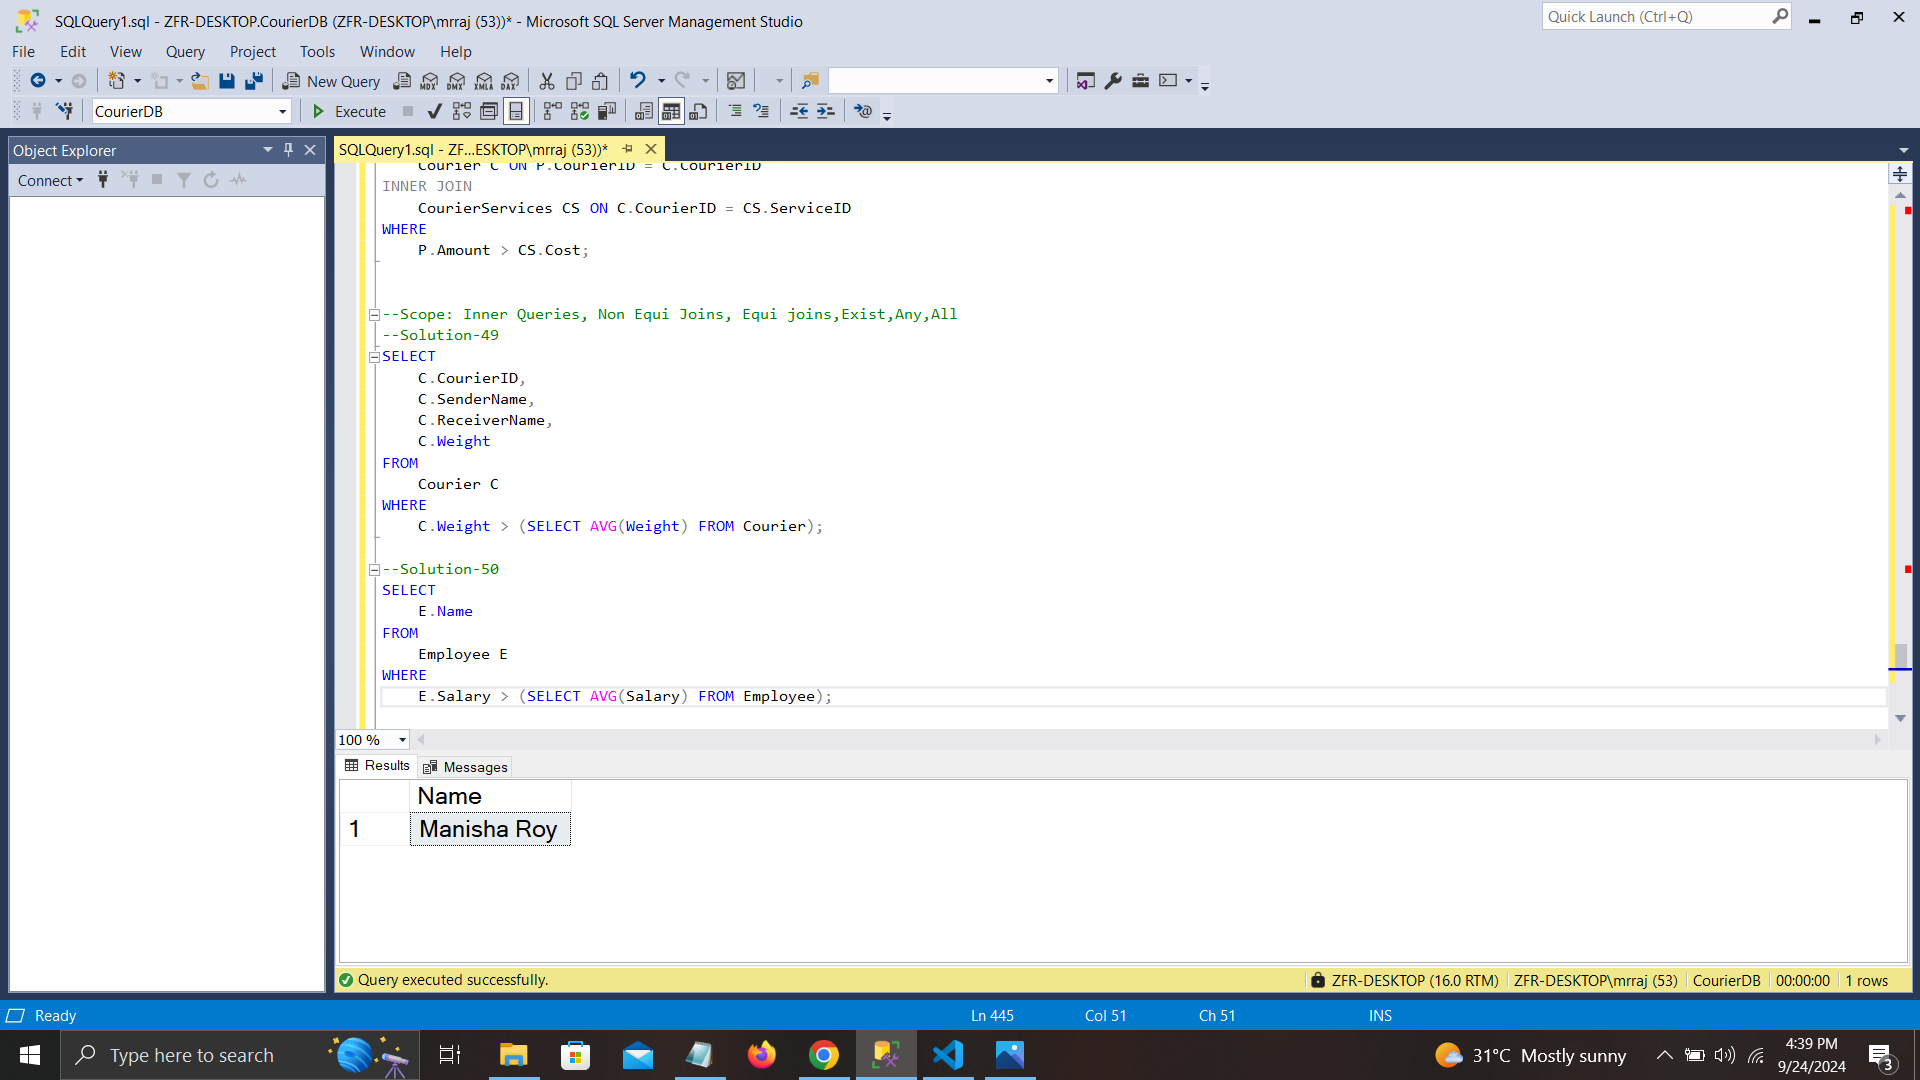 SQLQuery1.sql - ZFR-DESKTOP.CourierDB (ZFR-DESKTOP\mrraj (53))* - Microsoft SQL Server Management Studio
Quick Launch (Ctrl+Q)
File Edit View Query Project Tools Window Help
New Query MDX DMX XMLA DAX
CourierDB Execute
Object Explorer
SQLQuery1.sql - ZF...ESKTOP\mrraj (53))*
Connect
Courier C ON P.CourierID = C.CourierID
INNER JOIN
CourierServices CS ON C.CourierID = CS.ServiceID
WHERE
P.Amount > CS.Cost;
--Scope: Inner Queries, Non Equi Joins, Equi joins,Exist,Any,All
--Solution-49
SELECT
C.CourierID,
C.SenderName,
C.ReceiverName,
C.Weight
FROM
Courier C
WHERE
C.Weight > (SELECT AVG(Weight) FROM Courier);
--Solution-50
SELECT
E.Name
FROM
Employee E
WHERE
E.Salary > (SELECT AVG(Salary) FROM Employee);
100 %
Results Messages
Name
1 Manisha Roy
Query executed successfully.
ZFR-DESKTOP (16.0 RTM) ZFR-DESKTOP\mrraj (53) CourierDB 00:00:00 1 rows
Ready Ln 445 Col 51 Ch 51 INS
Type here to search
31°C Mostly sunny
4:39 PM
9/24/2024
3